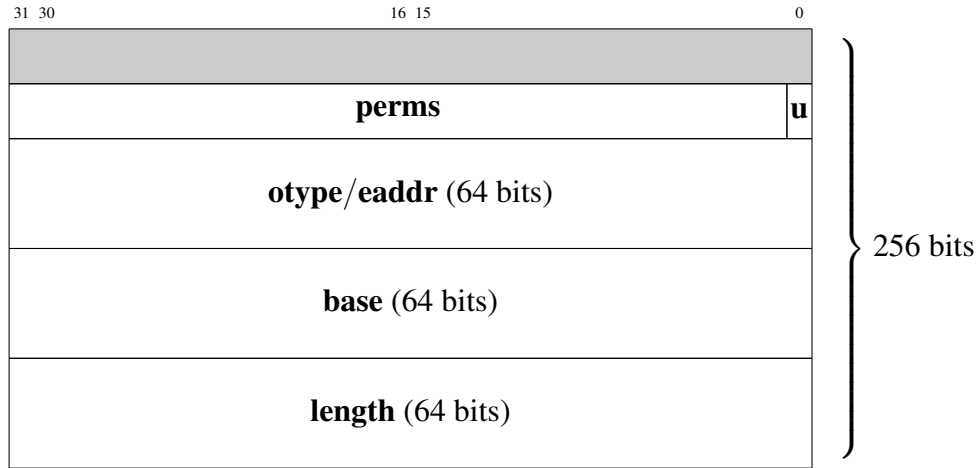 31 30 16 15 0
perms u
otype/eaddr (64 bits)
base (64 bits)
256 bits
length (64 bits)